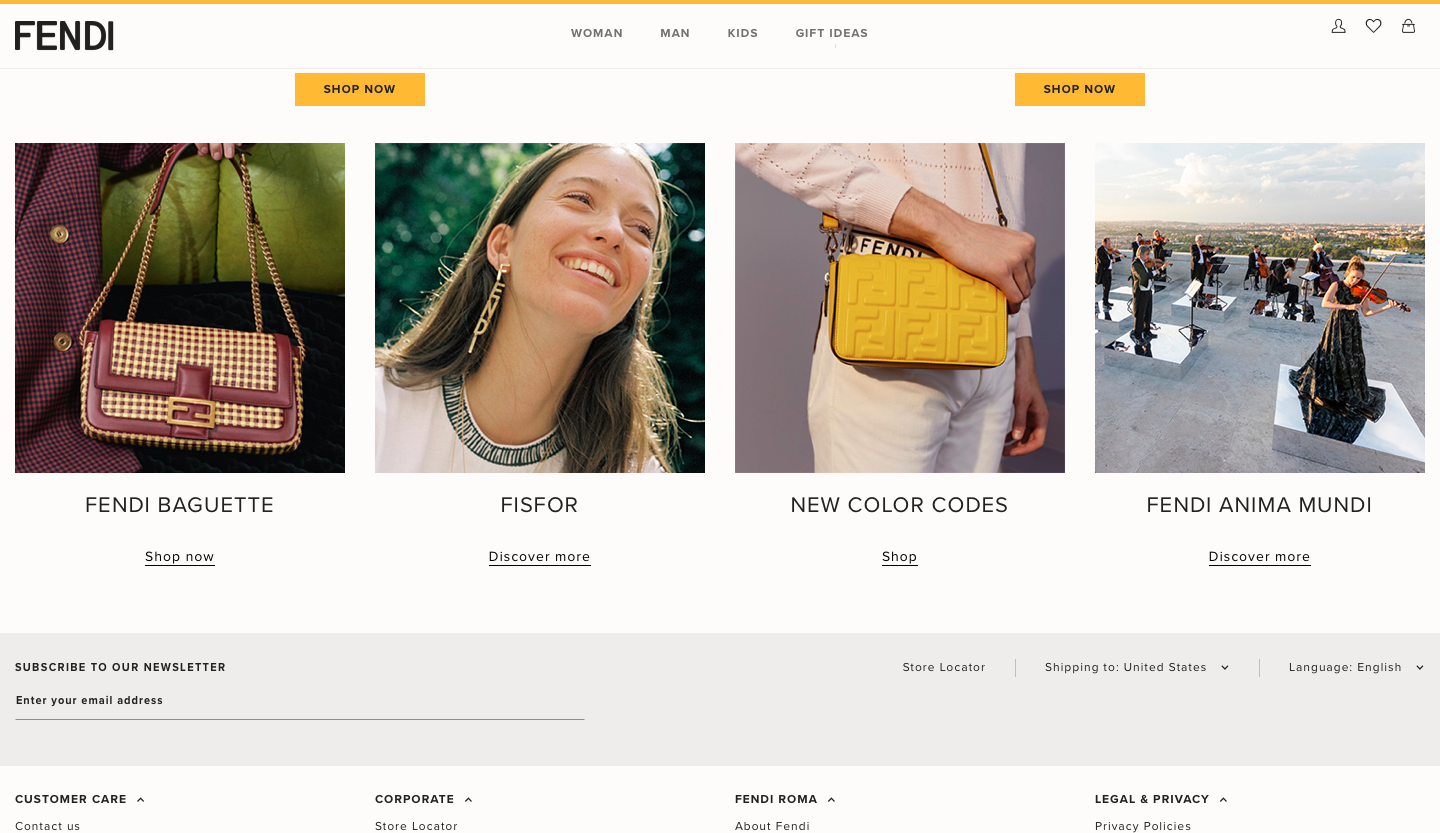 FENDI
WOMAN MAN KIDS GIFT IDEAS
SHOP NOW SHOP NOW
FENDI
FENDI
FENDI BAGUETTE FISFOR NEW COLOR CODES FENDI ANIMA MUNDI
Shop now Discover more Shop Discover more
SUBSCRIBE TO OUR NEWSLETTER Store Locator Shipping to: United States Language: English
Enter your email address
CUSTOMER CARE CORPORATE FENDI ROMA LEGAL & PRIVACY
Contact us Store Locator About Fendi Privacy Policies